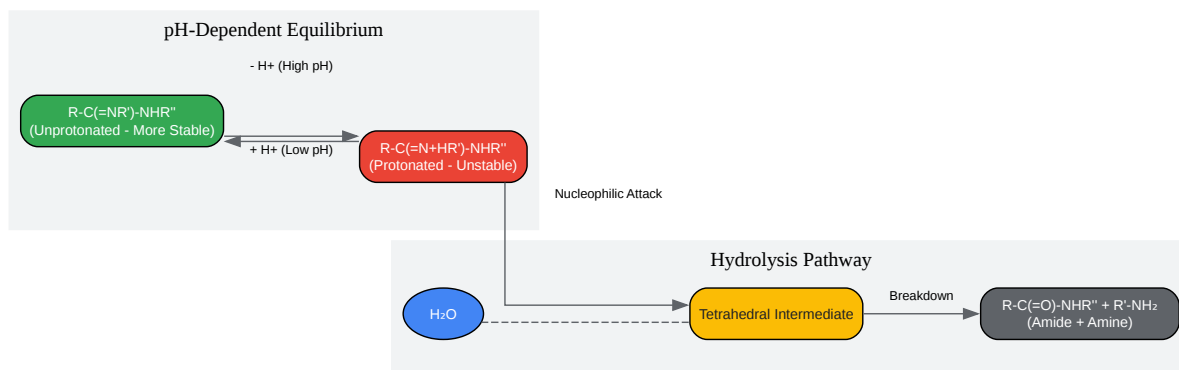 pH-Dependent Equilibrium
- H+ (High pH)
R-C(=NR')-NHR''
(Unprotonated - More Stable)
+ H+ (Low pH)
R-C(=N+HR')-NHR''
(Protonated - Unstable)
Nucleophilic Attack
Hydrolysis Pathway
H₂O
Tetrahedral Intermediate
Breakdown
R-C(=O)-NHR'' + R'-NH₂
(Amide + Amine)